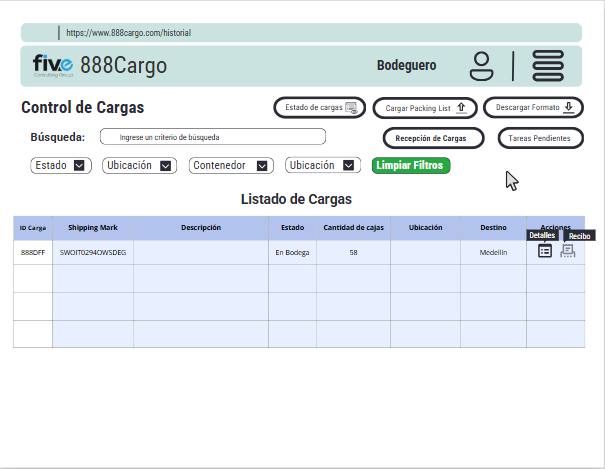 https://www.888cargo.com/historial
five
Consulting Group
888Cargo
Bodeguero
Control de Cargas
Estado de cargas
Cargar Packing List
Descargar Formato
Búsqueda:
Ingrese un criterio de búsqueda
Recepción de Cargas
Tareas Pendientes
Estado
Ubicación
Contenedor
Ubicación
Limpiar Filtros
Listado de Cargas
ID Carga Shipping Mark Descripción Estado Cantidad de cajas Ubicación Destino Acciones
Detalles Recibo
888DFF SWOIT0294OWSDEG En Bodega 58 Medellin